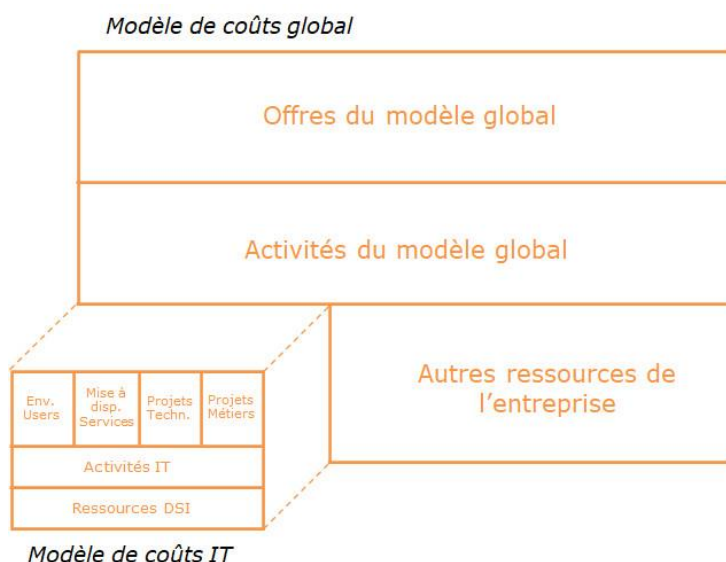 Modèle de coûts global
Offres du modèle global
Activités du modèle global
Autres ressources de
l'entreprise
Env.
Users
Mise à
disp.
Services
Projets
Techn.
Projets
Métiers
Activités IT
Ressources DSI
Modèle de coûts IT